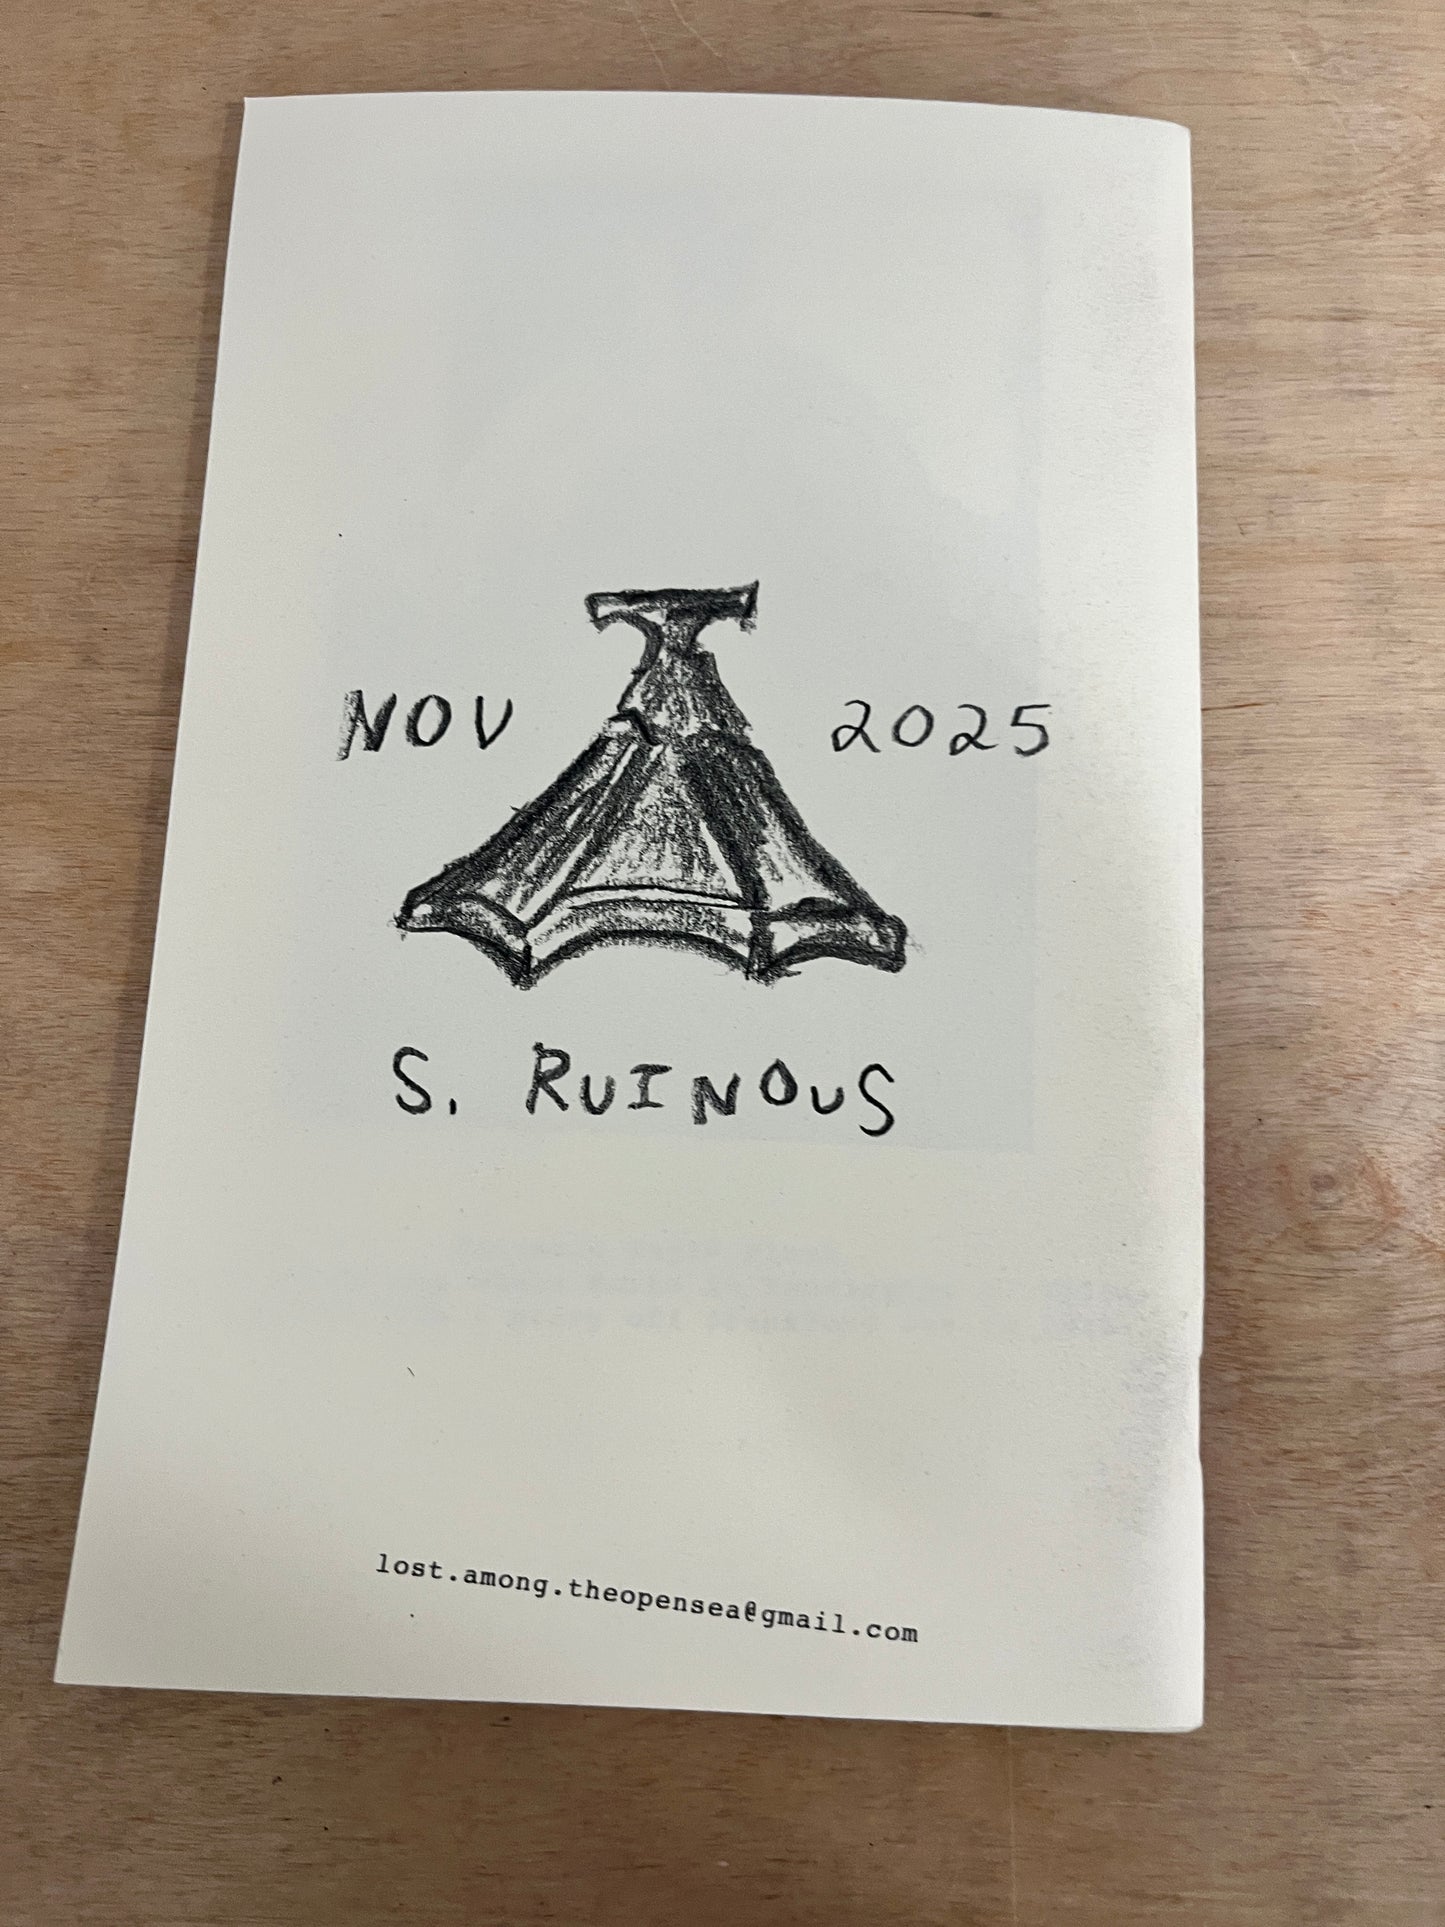 NOV 2025
S. RUINOUS
lost.among.theopensea@gmail.com